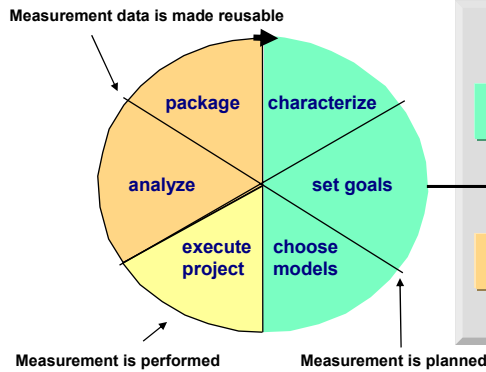 Measurement data is made reusable
package
characterize
analyze
set goals
execute
project
choose
models
Measurement is performed
Measurement is planned